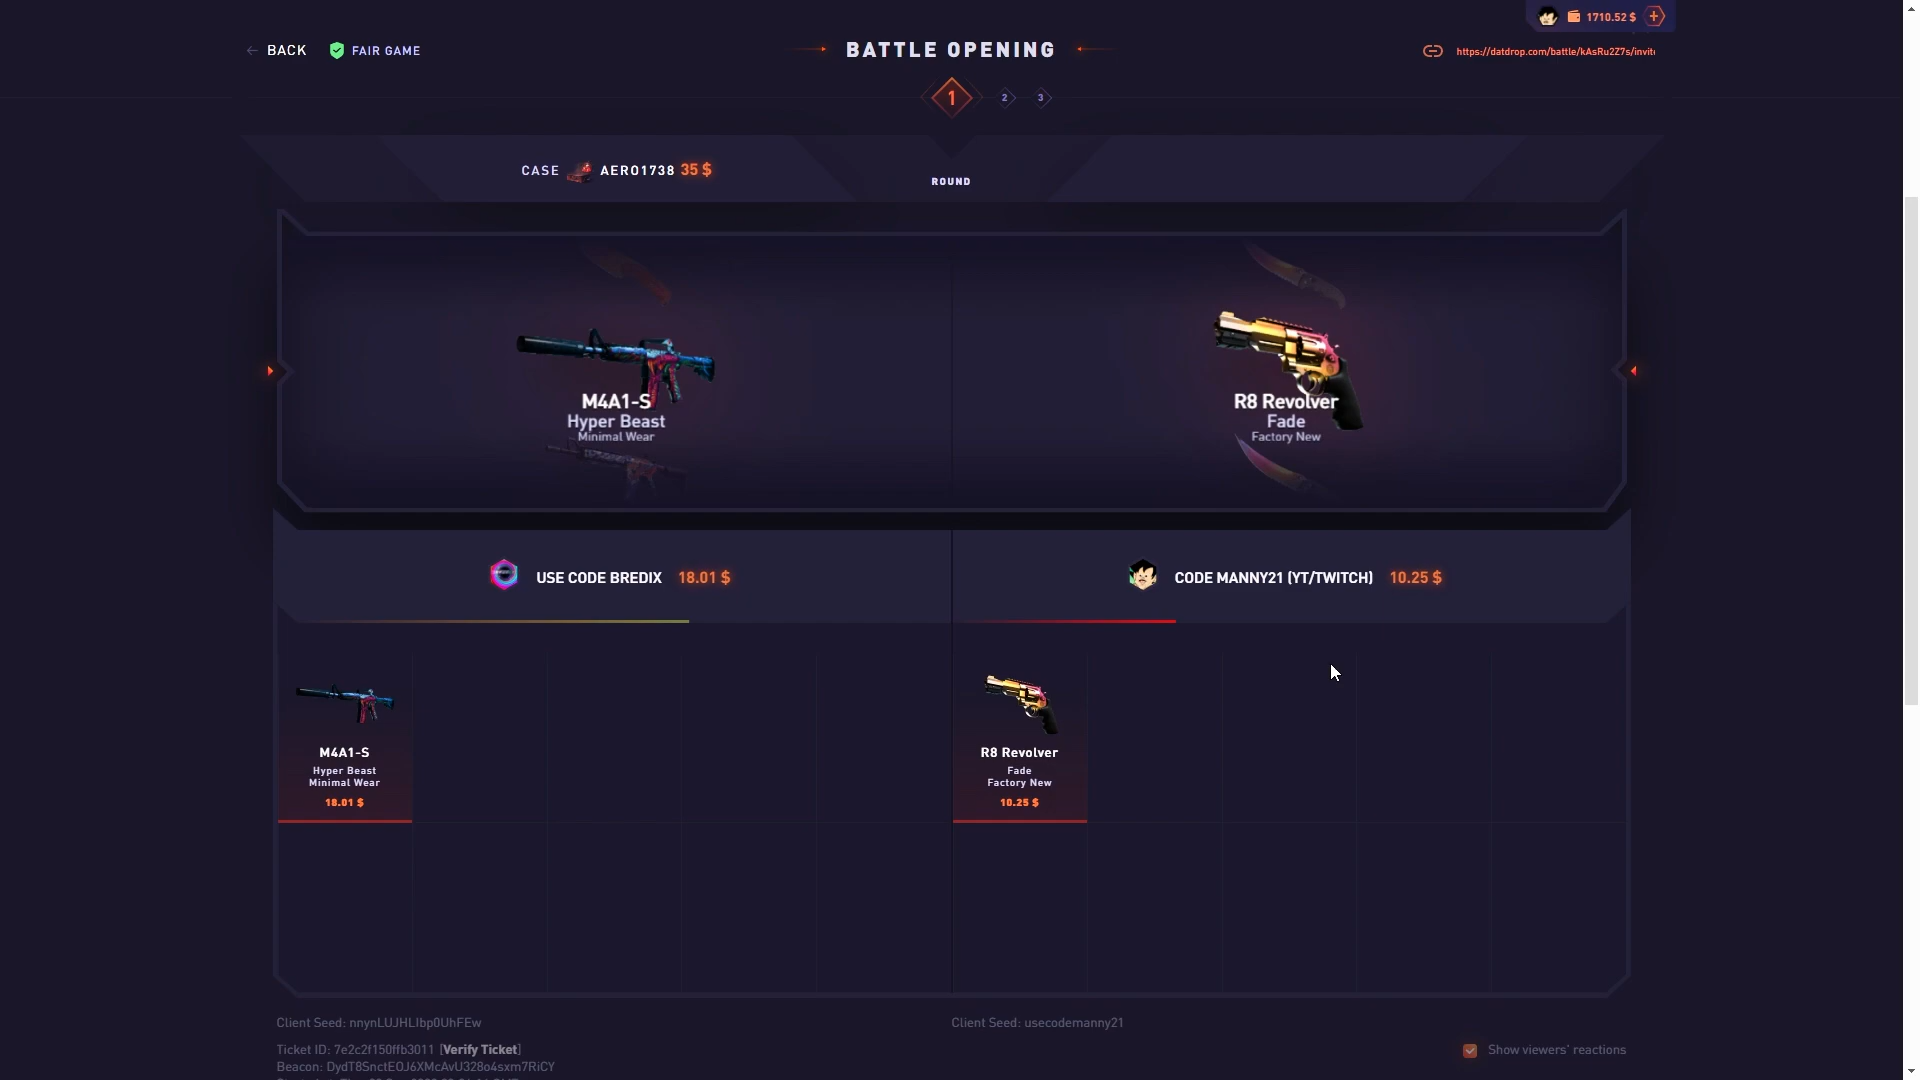 1710.52 $
BACK
FAIR GAME
BATTLE OPENING
https://datdrop.com/battle/kAsRu2Z7s/invite
1
2
3
CASE AERO1738 35 $
ROUND
M4A1-S
Hyper Beast
Minimal Wear
R8 Revolver
Fade
Factory New
USE CODE BREDIX 18.01 $
CODE MANNY21 (YT/TWITCH) 10.25 $
M4A1-S
Hyper Beast
Minimal Wear
18.01 $
R8 Revolver
Fade
Factory New
10.25 $
Client Seed: nnynLUJHLIbp0UhFEw
Client Seed: usecodemanny21
Ticket ID: 7e2c2f150ffb3011 [Verify Ticket]
Show viewers' reactions
Beacon: DydT8SnctEOJ6XMcAvU328o4sxm7RiCY